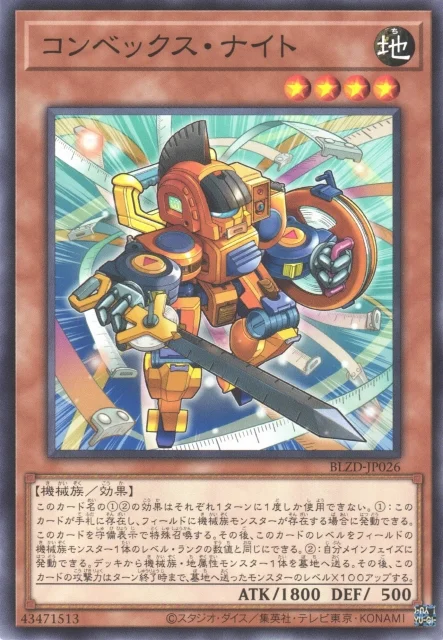 コンベックス・ナイト
地
BLZD-JP026
【機械族／効果】
このカード名の①②の効果はそれぞれ1ターンに1度しか使用できない。①：この
カードが手札に存在し、フィールドに機械族モンスターが存在する場合に発動できる。
このカードを守備表示で特殊召喚する。その後、このカードのレベルをフィールドの
機械族モンスター1体のレベル・ランクの数値と同じにできる。②：自分メインフェイズに
発動できる。デッキから機械族・地属性モンスター1体を墓地へ送る。その後、この
カードの攻撃力はターン終了時まで、墓地へ送ったモンスターのレベル×100アップする。
ATK/1800 DEF/ 500
43471513
©スタジオ・ダイス／集英社・テレビ東京・KONAMI